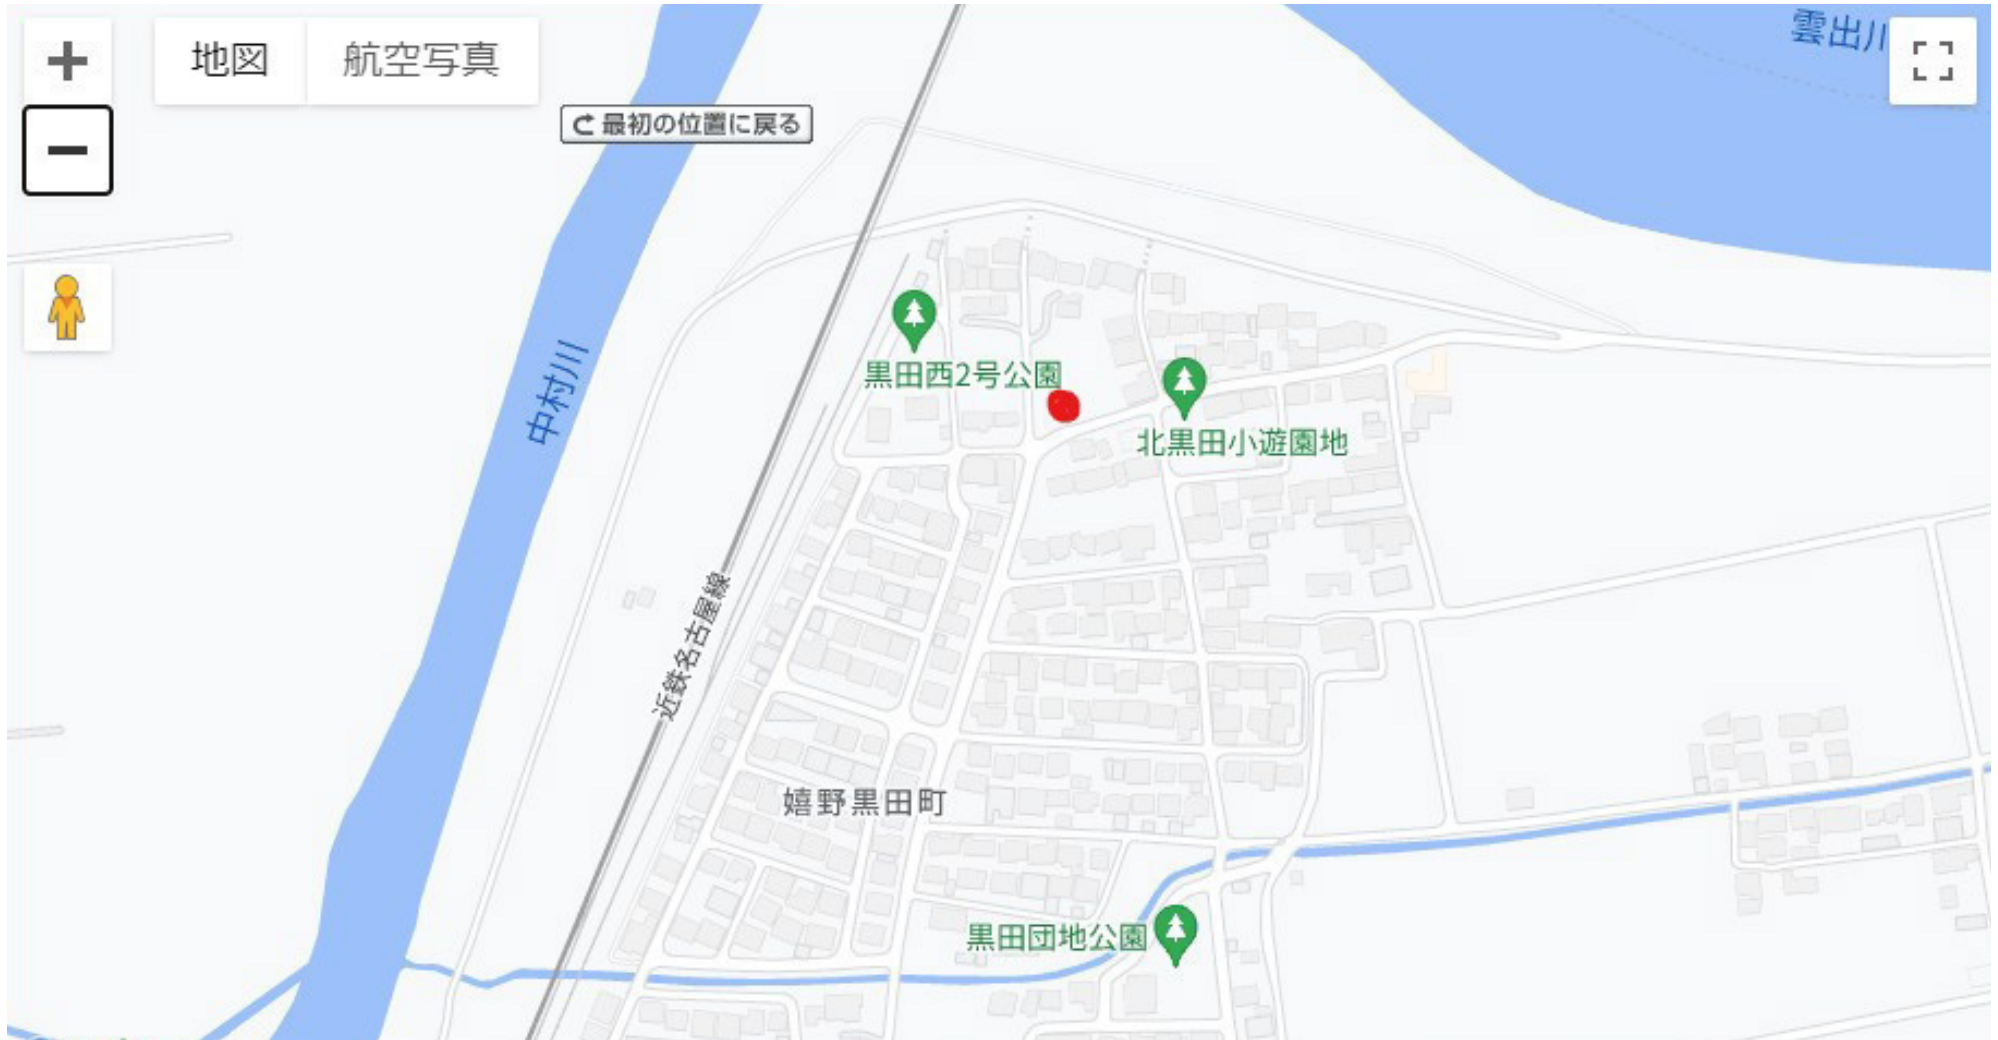 地図
航空写真
雲出川
最初の位置に戻る
黒田西2号公園
中村川
北黒田小遊園地
近鉄名古屋線
嬉野黒田町
黒田団地公園